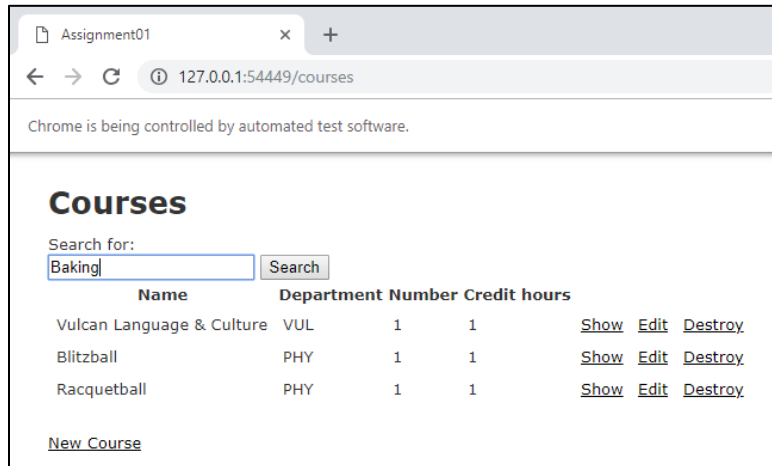 Assignment01
127.0.0.1:54449/courses
Chrome is being controlled by automated test software.
Courses
Search for:
Baking Search
Name Department Number Credit hours
Vulcan Language & Culture VUL 1 1 Show Edit Destroy
Blitzball PHY 1 1 Show Edit Destroy
Racquetball PHY 1 1 Show Edit Destroy
New Course